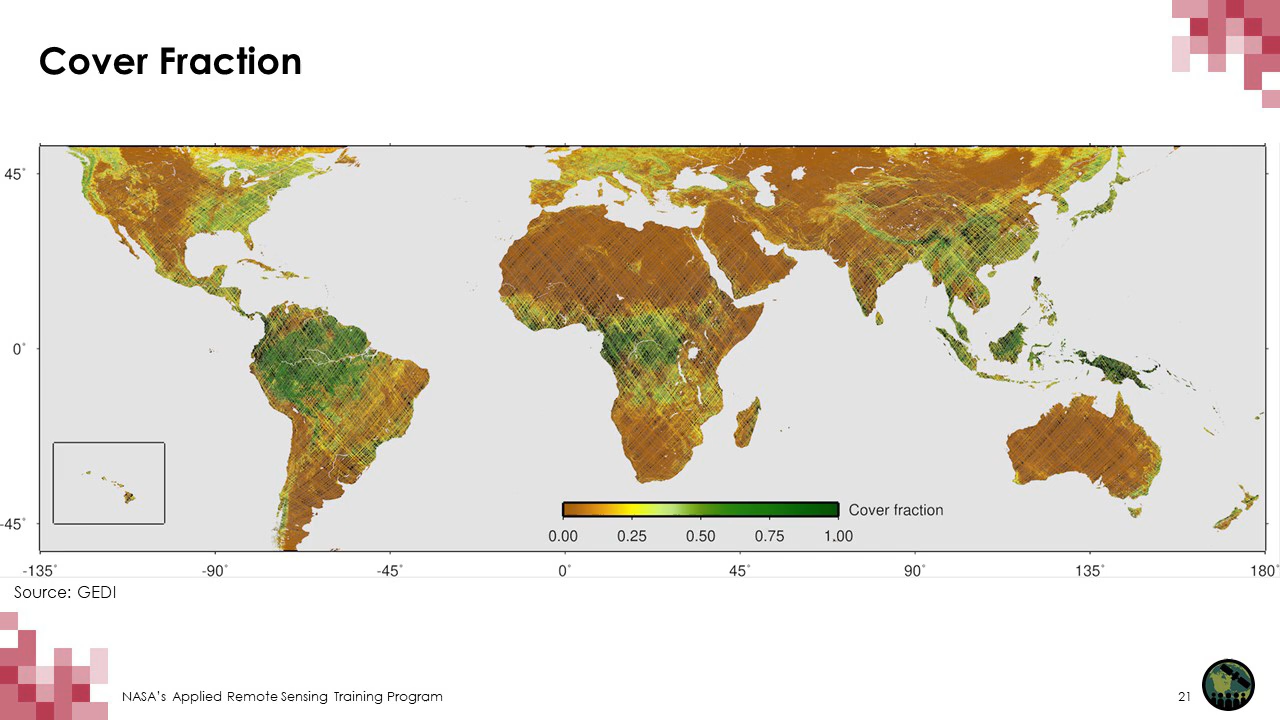 Cover Fraction
45°
0°
-45°
Cover fraction
0.00 0.25 0.50 0.75 1.00
-135° -90° -45° 0° 45° 90° 135° 180°
Source: GEDI
NASA's Applied Remote Sensing Training Program
21